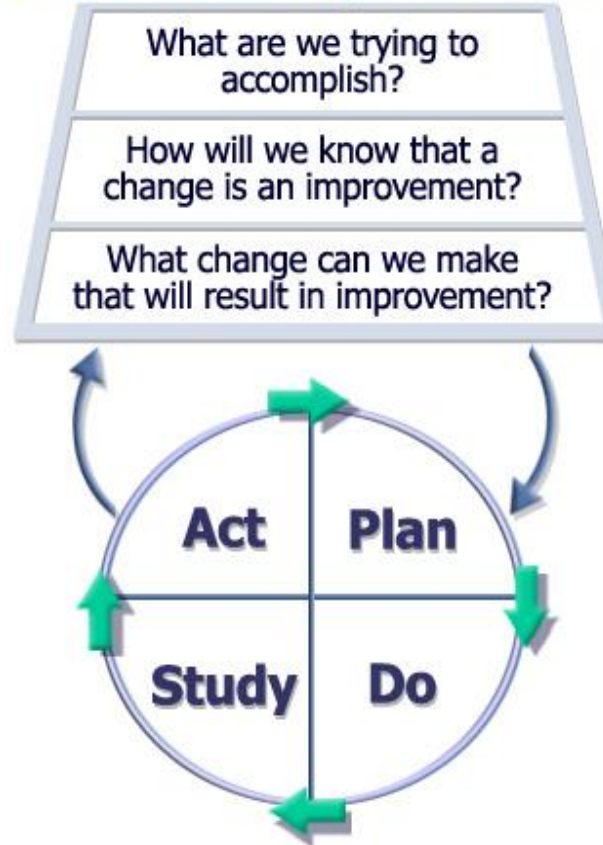 What are we trying to
accomplish?
How will we know that a
change is an improvement?
What change can we make
that will result in improvement?
Act
Plan
Study
Do